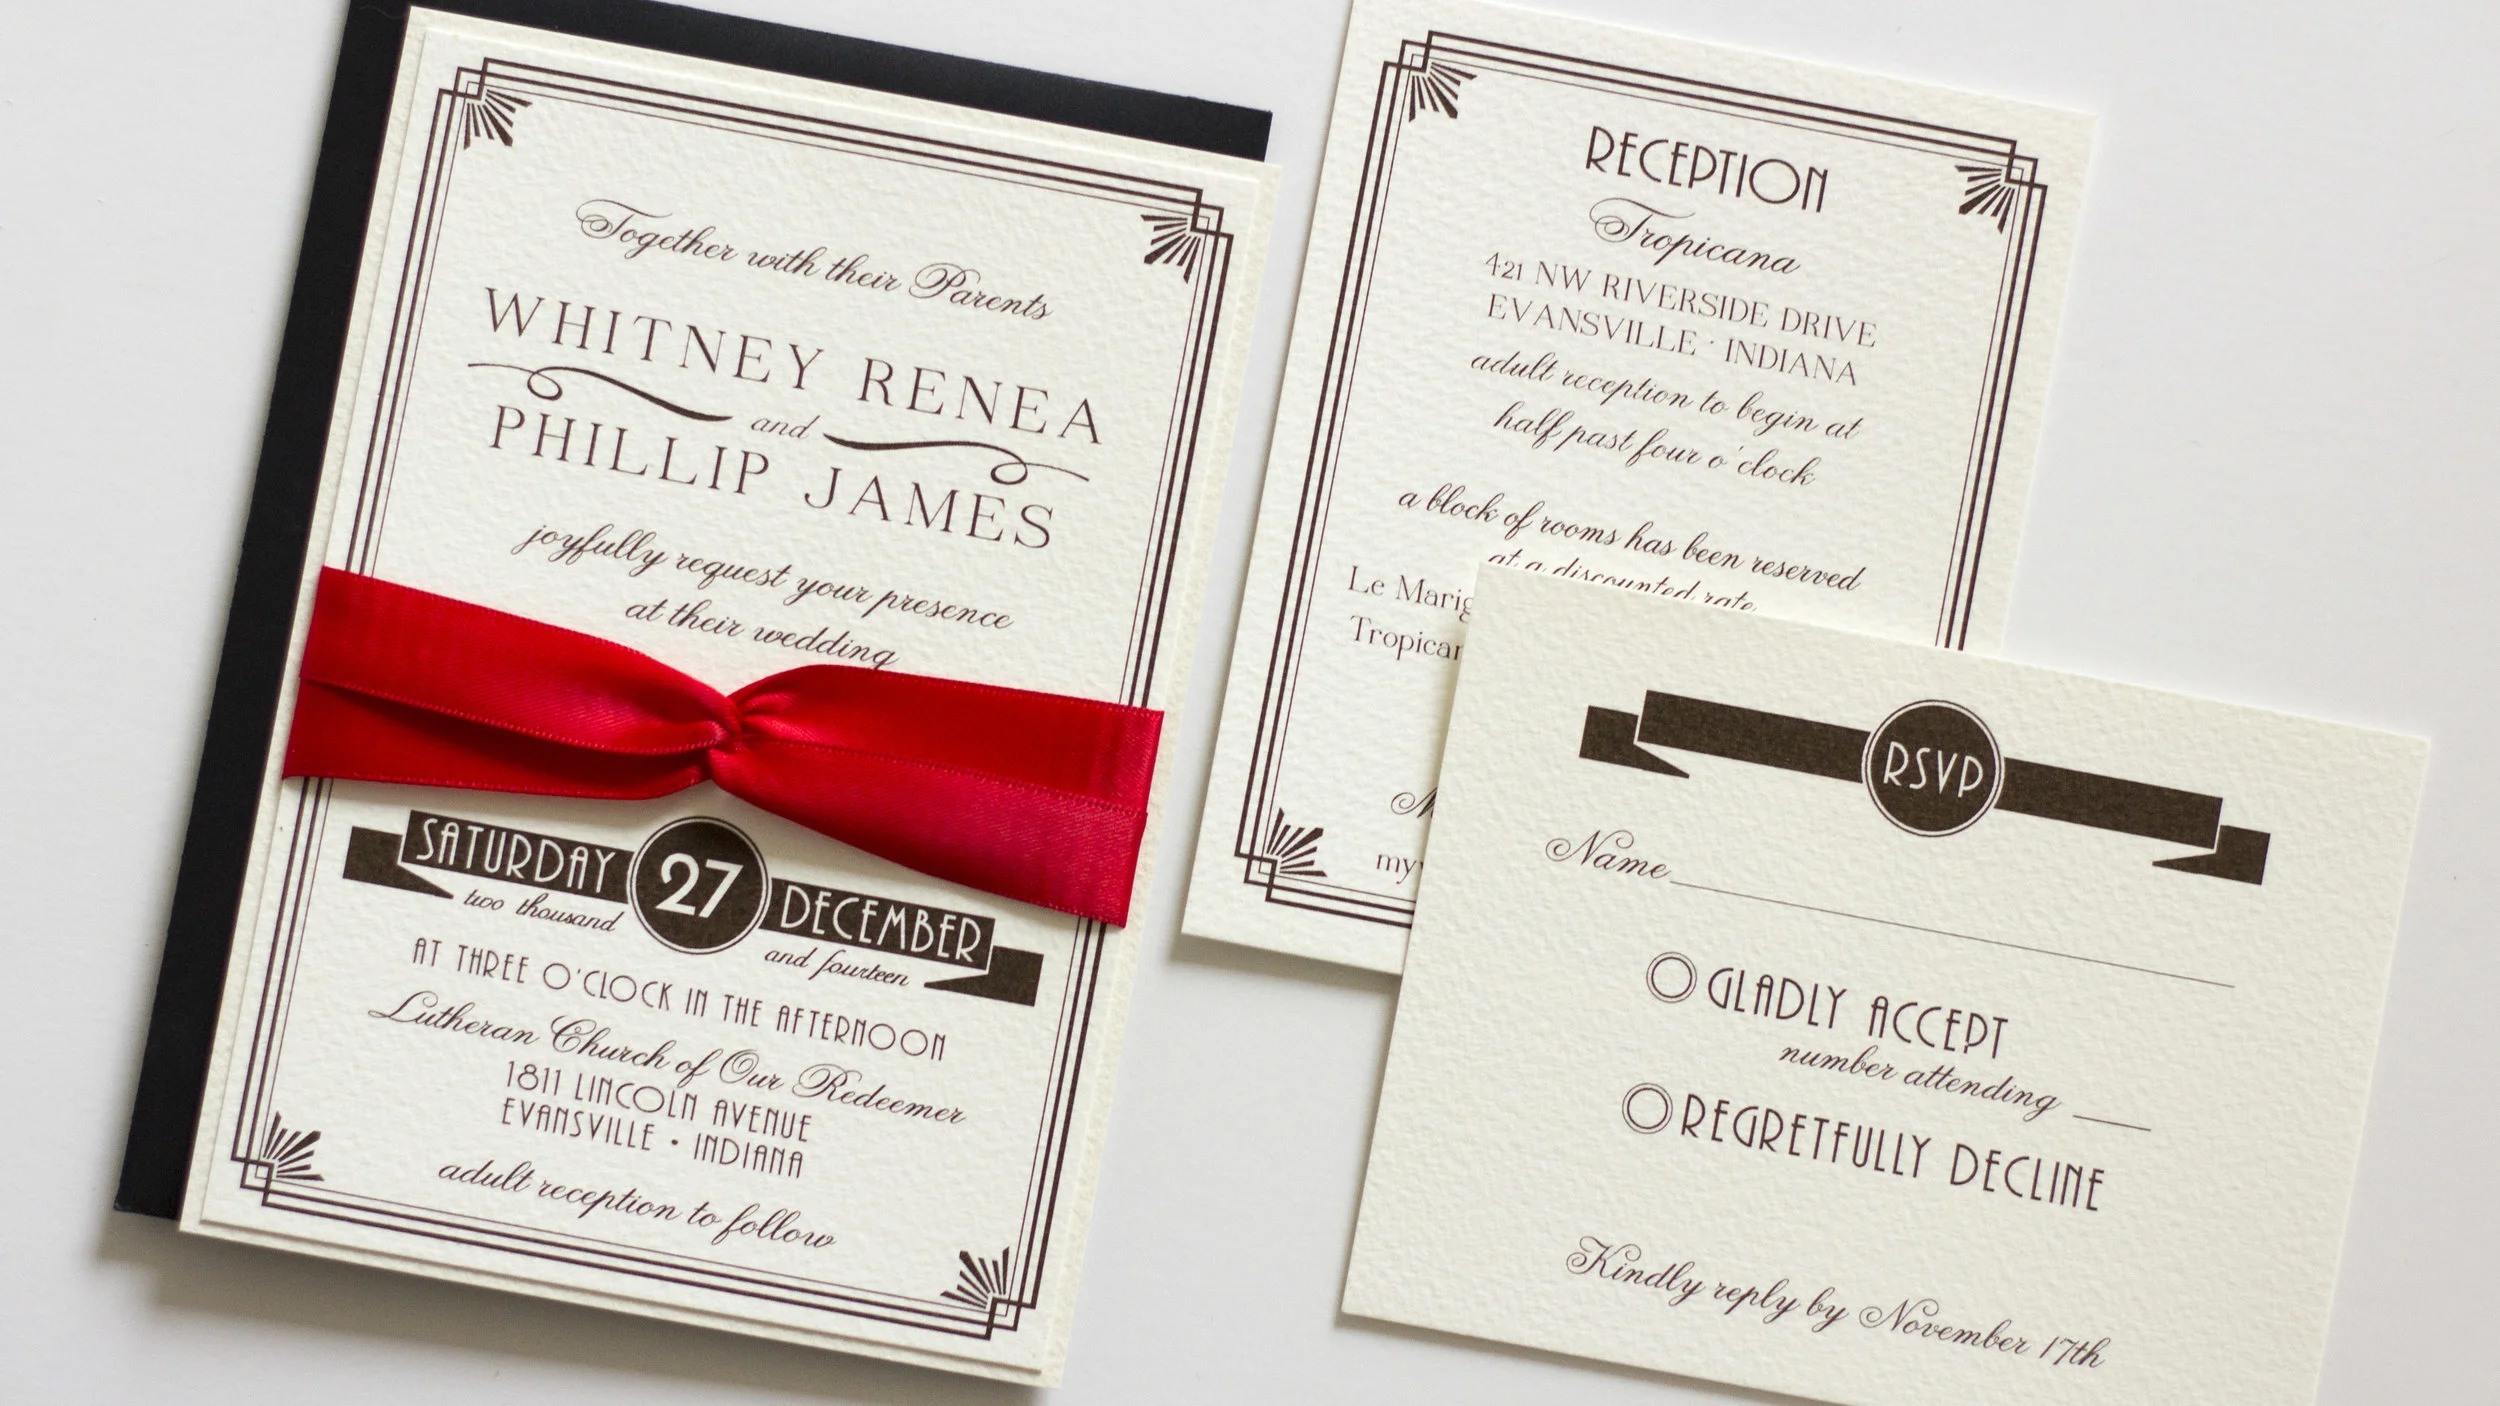 Together with their Parents
WHITNEY RENEA
and
PHILLIP JAMES
joyfully request your presence
at their wedding
SATURDAY 27 DECEMBER
two thousand and fourteen
AT THREE O'CLOCK IN THE AFTERNOON
Lutheran Church of Our Redeemer
1811 LINCOLN AVENUE
EVANSVILLE • INDIANA
adult reception to follow
RECEPTION
Tropicana
421 NW RIVERSIDE DRIVE
EVANSVILLE · INDIANA
adult reception to begin at
half past four o'clock
a block of rooms has been reserved
at a discounted rate
Le
RSVP
Name
GLADLY ACCEPT
number attending
REGRETFULLY DECLINE
Kindly reply by November 17th